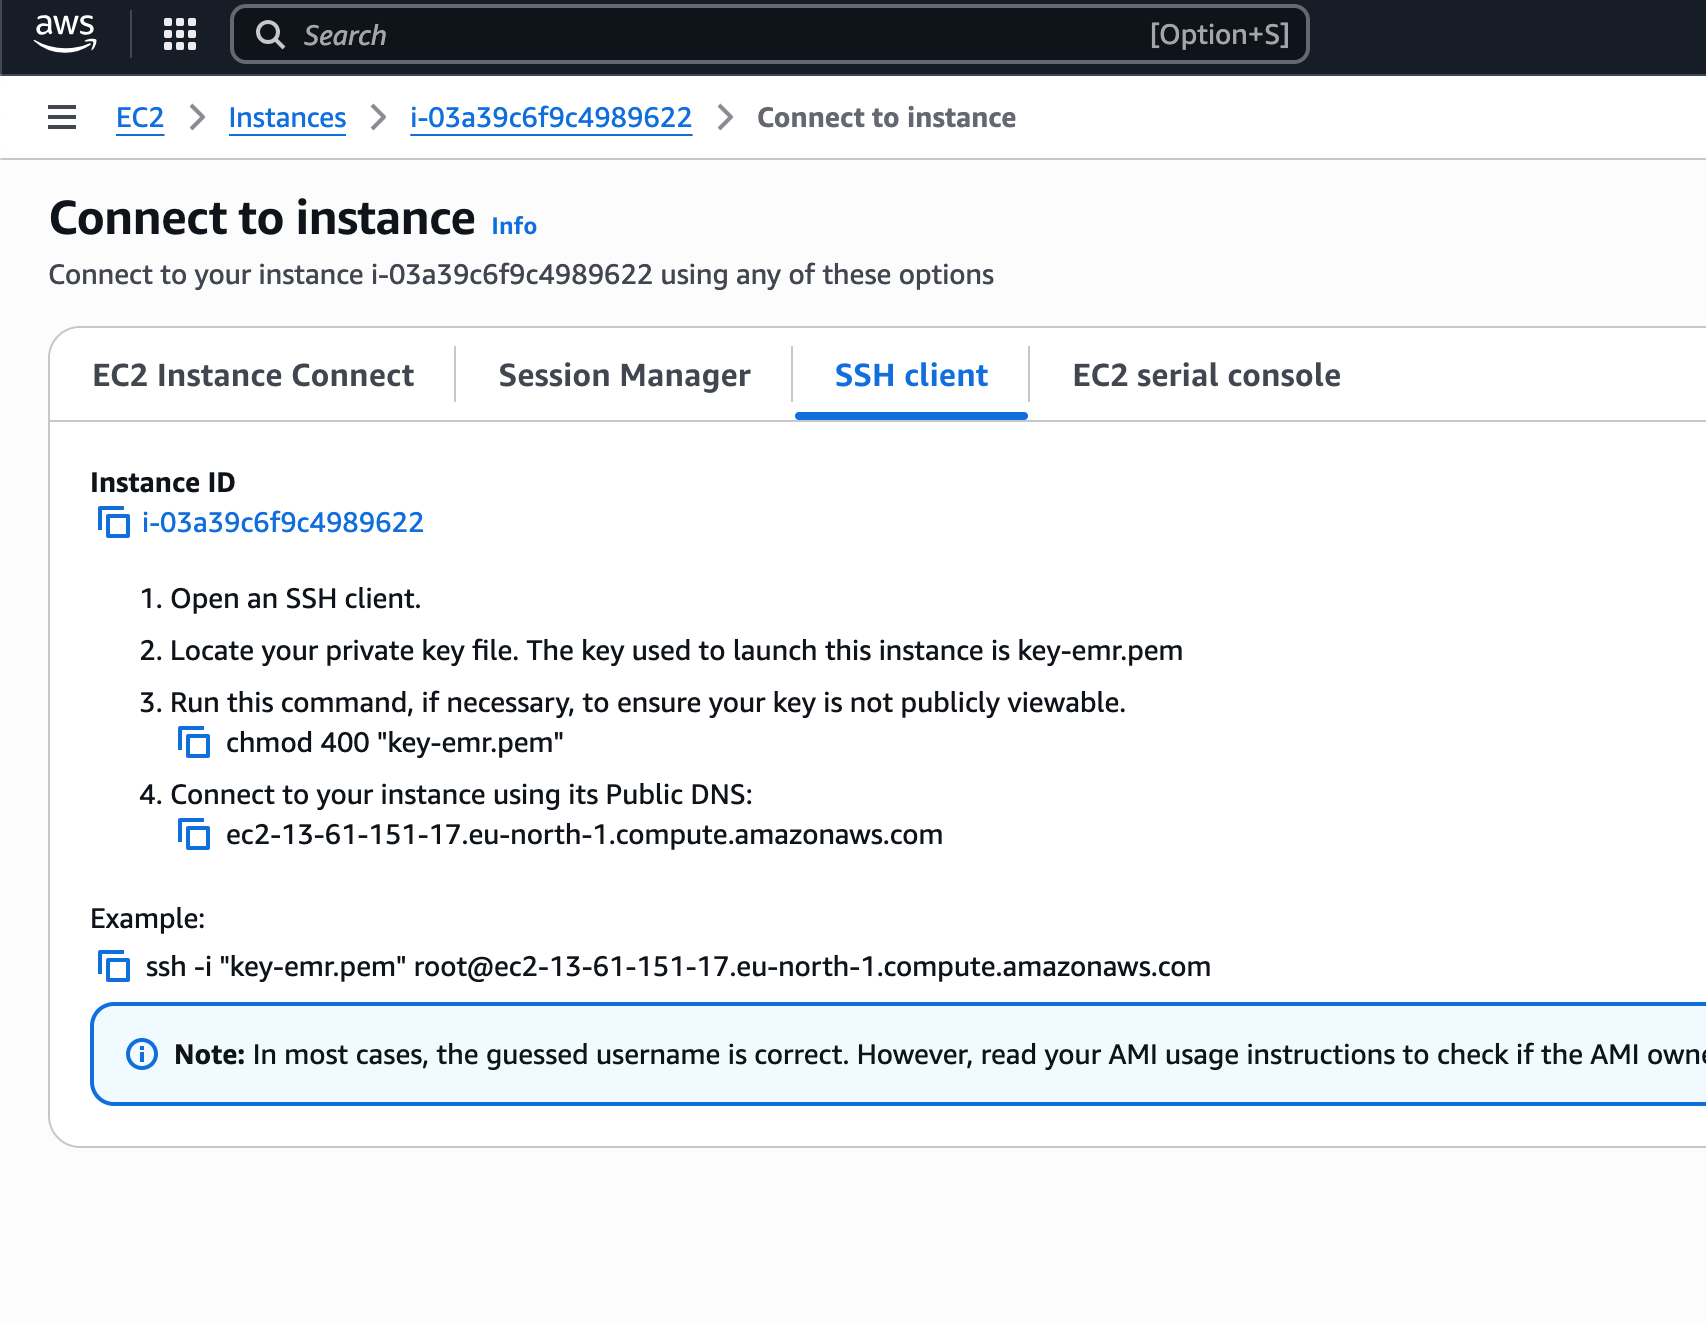 aws
Search [Option+S]
EC2 Instances i-03a39c6f9c4989622 Connect to instance
Connect to instance Info
Connect to your instance i-03a39c6f9c4989622 using any of these options
EC2 Instance Connect Session Manager SSH client EC2 serial console
Instance ID
i-03a39c6f9c4989622
1. Open an SSH client.
2. Locate your private key file. The key used to launch this instance is key-emr.pem
3. Run this command, if necessary, to ensure your key is not publicly viewable.
chmod 400 "key-emr.pem"
4. Connect to your instance using its Public DNS:
ec2-13-61-151-17.eu-north-1.compute.amazonaws.com
Example:
ssh -i "key-emr.pem" root@ec2-13-61-151-17.eu-north-1.compute.amazonaws.com
Note: In most cases, the guessed username is correct. However, read your AMI usage instructions to check if the AMI